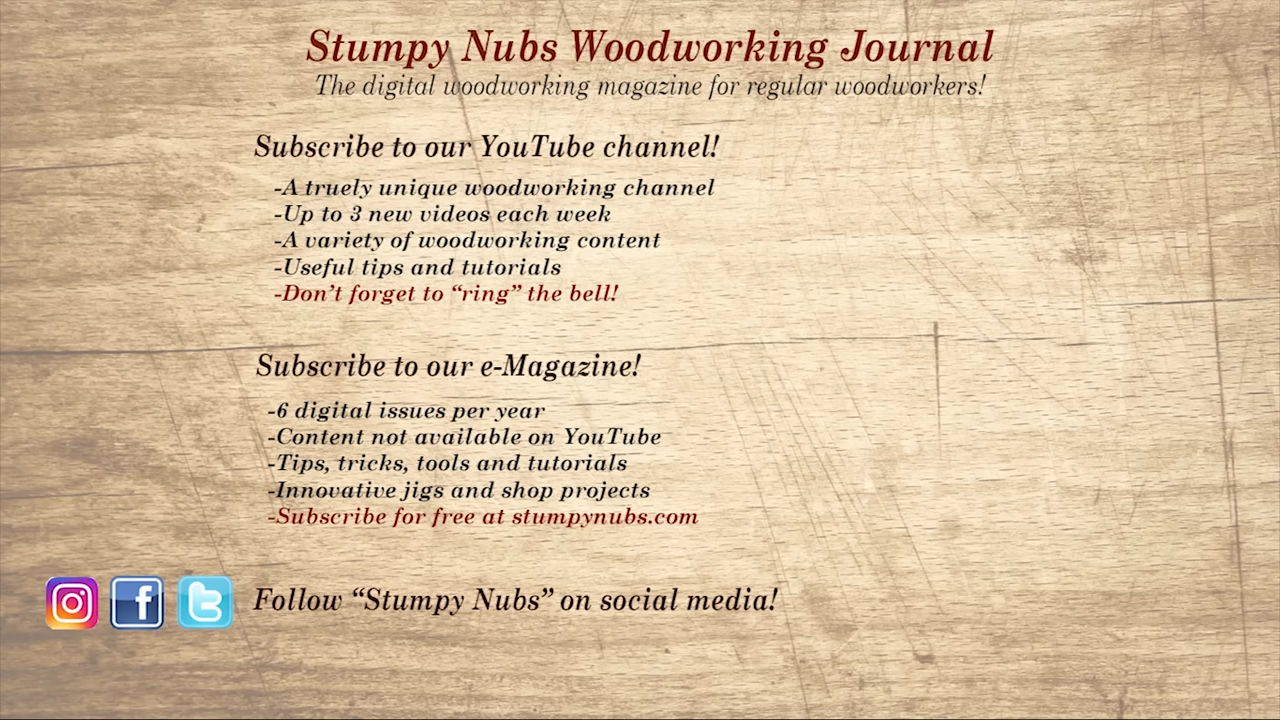 Stumpy Nubs Woodworking Journal
The digital woodworking magazine for regular woodworkers!
Subscribe to our YouTube channel!
-A truely unique woodworking channel
-Up to 3 new videos each week
-A variety of woodworking content
-Useful tips and tutorials
-Don't forget to “ring” the bell!
Subscribe to our e-Magazine!
-6 digital issues per year
-Content not available on YouTube
-Tips, tricks, tools and tutorials
-Innovative jigs and shop projects
-Subscribe for free at stumpynubs.com
Follow “Stumpy Nubs” on social media!